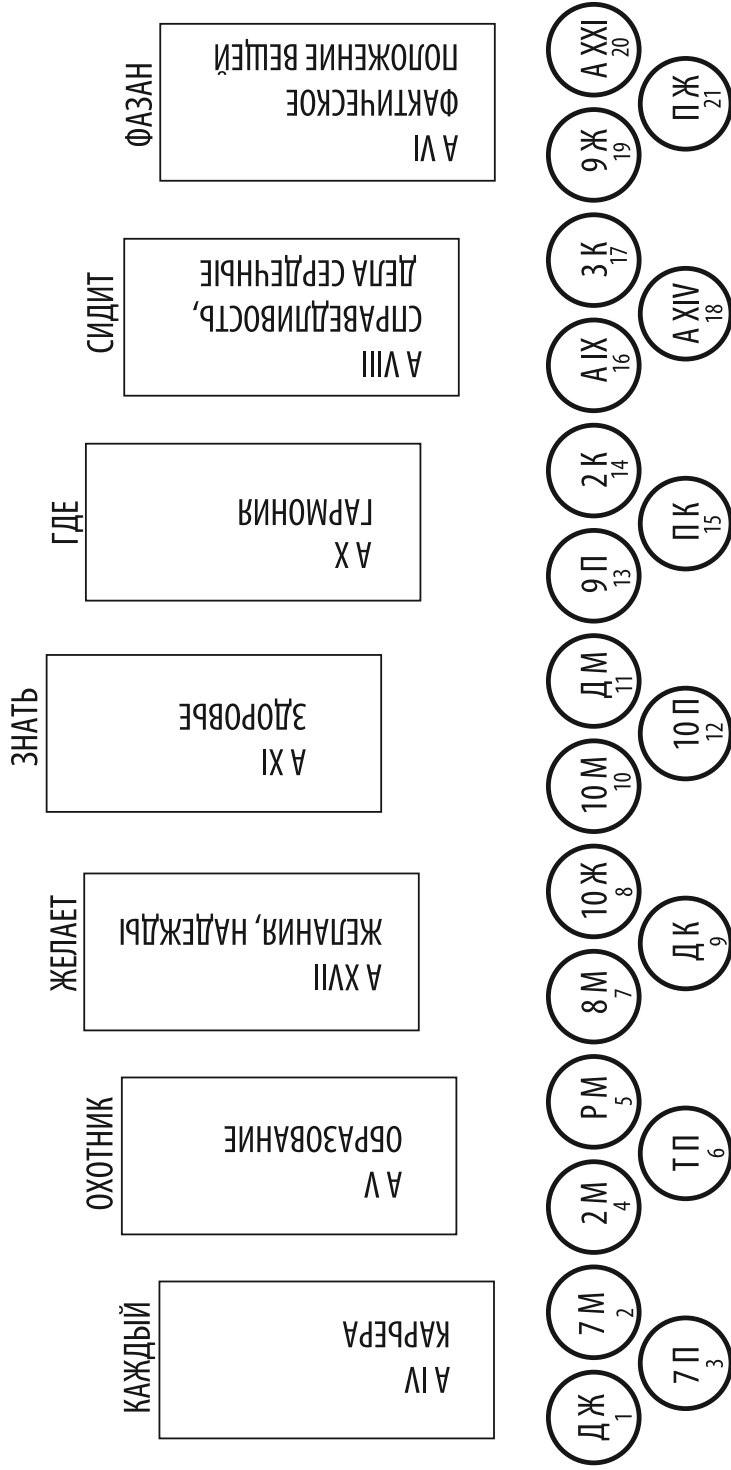 КАЖДЫЙ
А IV
КАРЬЕРА
ОХОТНИК
А V
ОБРАЗОВАНИЕ
ЖЕЛАЕТ
А XVII
ЖЕЛАНИЯ, НАДЕЖДЫ
ЗНАТЬ
А XI
ЗДОРОВЬЕ
ГДЕ
А X
ГАРМОНИЯ
СИДИТ
А VIII
СПРАВЕДЛИВОСТЬ,
ДЕЛА СЕРДЕЧНЫЕ
ФАЗАН
А VI
ФАКТИЧЕСКОЕ
ПОЛОЖЕНИЕ ВЕЩЕЙ
Д Ж
1
7 М
2
7 П
3
2 М
4
Р М
5
Т П
6
8 М
7
10 Ж
8
Д К
9
10 М
10
Д М
11
10 П
12
9 П
13
2 К
14
П К
15
А IX
16
3 К
17
А XIV
18
9 Ж
19
А XXI
20
П Ж
21